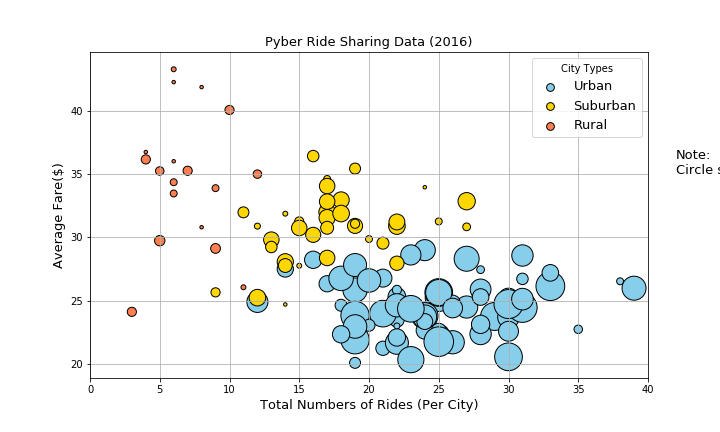 Pyber Ride Sharing Data (2016)
City Types
Urban
Suburban
Rural
Note:
Circle
Average Fare($)
40
35
30
25
20
0
5
10
15
20
25
30
35
40
Total Numbers of Rides (Per City)